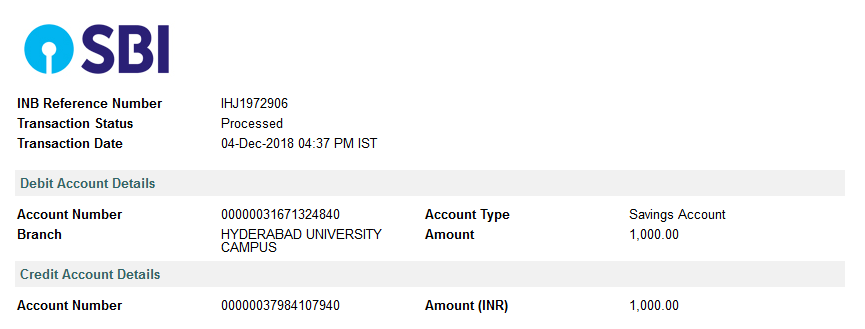 SBI
INB Reference Number IHJ1972906
Transaction Status Processed
Transaction Date 04-Dec-2018 04:37 PM IST
Debit Account Details
Account Number 00000031671324840 Account Type Savings Account
Branch HYDERABAD UNIVERSITY CAMPUS Amount 1,000.00
Credit Account Details
Account Number 00000037984107940 Amount (INR) 1,000.00